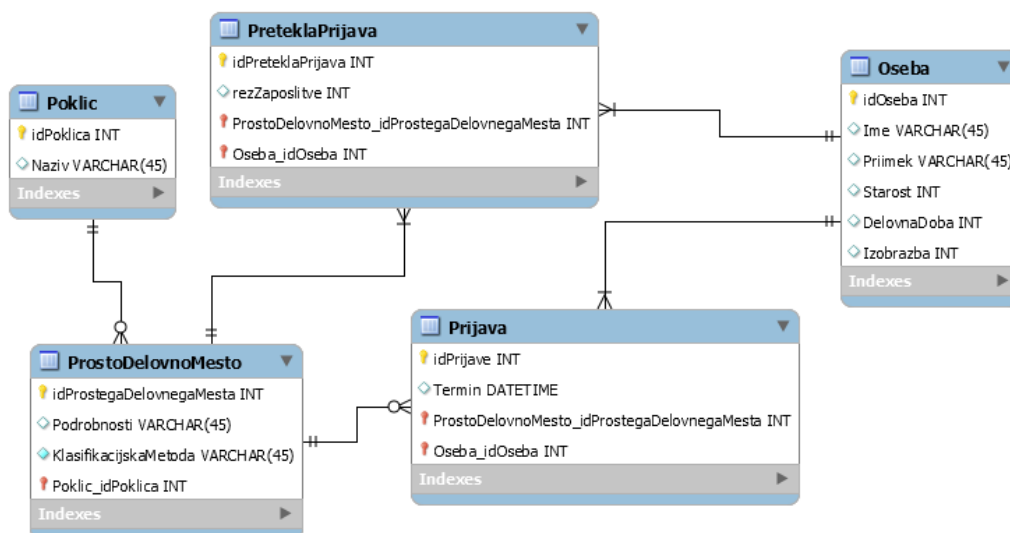 PreteklaPrijava
idPreteklaPrijava INT
rezZaposlitve INT
ProstoDelovnoMesto_idProstegaDelovnegaMesta INT
Oseba_idOseba INT
Indexes
Oseba
idOseba INT
Ime VARCHAR(45)
Priimek VARCHAR(45)
Starost INT
DelovnaDoba INT
Izobrazba INT
Indexes
Poklic
idPoklica INT
Naziv VARCHAR(45)
Indexes
Prijava
idPrijave INT
Termin DATETIME
ProstoDelovnoMesto_idProstegaDelovnegaMesta INT
Oseba_idOseba INT
Indexes
ProstoDelovnoMesto
idProstegaDelovnegaMesta INT
Podrobnosti VARCHAR(45)
KlasifikacijskaMetoda VARCHAR(45)
Poklic_idPoklica INT
Indexes